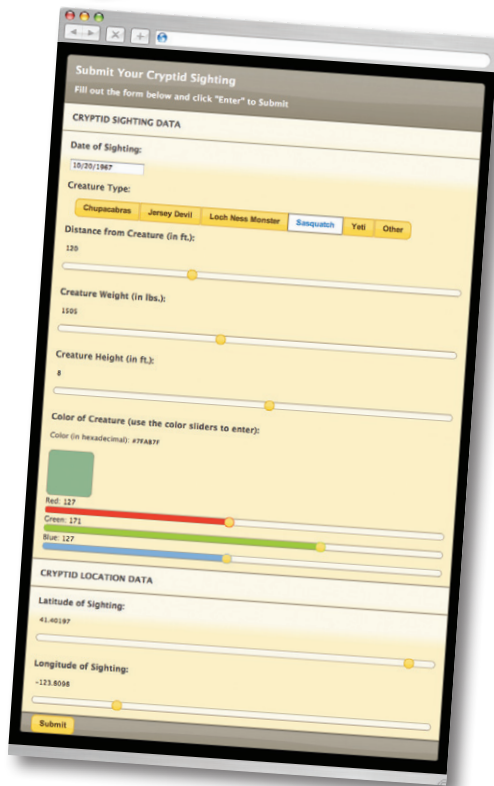 Submit Your Cryptid Sighting
Fill out the form below and click "Enter" to Submit
CRYPTID SIGHTING DATA
Date of Sighting:
10/20/1967
Creature Type:
Chupacabras Jersey Devil Loch Ness Monster Sasquatch Yeti Other
Distance from Creature (in ft.):
120
Creature Weight (in lbs.):
1505
Creature Height (in ft.):
8
Color of Creature (use the color sliders to enter):
Color (in hexadecimal): #7FAB7F
Red: 127
Green: 171
Blue: 127
CRYPTID LOCATION DATA
Latitude of Sighting:
41.40197
Longitude of Sighting:
-123.6096
Submit